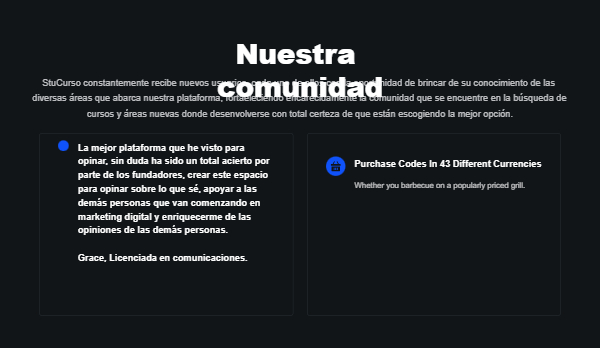 Nuestra
comunidad
StuCurso constantemente recibe nuevos usuarios, cada uno de ellos con la oportunidad de brincar de su conocimiento de las
diversas áreas que abarca nuestra plataforma, fortaleciendo encarecidamente la comunidad que se encuentre en la búsqueda de
cursos y áreas nuevas donde desenvolverse con total certeza de que están escogiendo la mejor opción.
La mejor plataforma que he visto para
opinar, sin duda ha sido un total acierto por
parte de los fundadores, crear este espacio
para opinar sobre lo que sé, apoyar a las
demás personas que van comenzando en
marketing digital y enriquecerme de las
opiniones de las demás personas.
Grace, Licenciada en comunicaciones.
Purchase Codes In 43 Different Currencies
Whether you barbecue on a popularly priced grill.